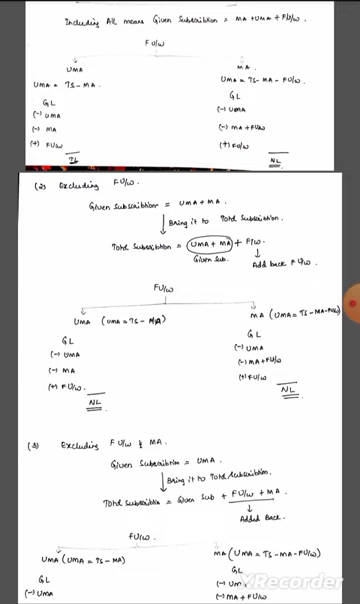 Including All means Given Subscription = MA + UMA + FU/W.
FU/W
UMA
UMA = TS - MA.
GL
(-) UMA
(-) MA
(+) FU/W
NL
MA.
UMA = TS - MA - FU/W.
GL
(-) UMA
(-) MA + FU/W
(+) FU/W
NL
(2) Excluding FU/W.
Given Subscription = UMA + MA.
Bring it to Total Subscription.
Total Subscription = UMA + MA + F/W.
Given Sub.
Add back FU/W.
FU/W
UMA (UMA = TS - MA)
GL
(-) UMA
(-) MA
(+) FU/W.
NL
MA (UMA = TS - MA - FU/W)
GL
(-) UMA
(-) MA + FU/W
(+) FU/W
NL
(3) Excluding FU/W & MA.
Given Subscription = UMA.
Bring it to Total Subscription.
Total Subscription = Given Sub + FU/W + MA.
Added Back.
FU/W.
UMA (UMA = TS - MA)
GL
(-) UMA
MA (UMA = TS - MA - FU/W)
GL
(-) UMA
(-) MA + FU/W
XRecorder